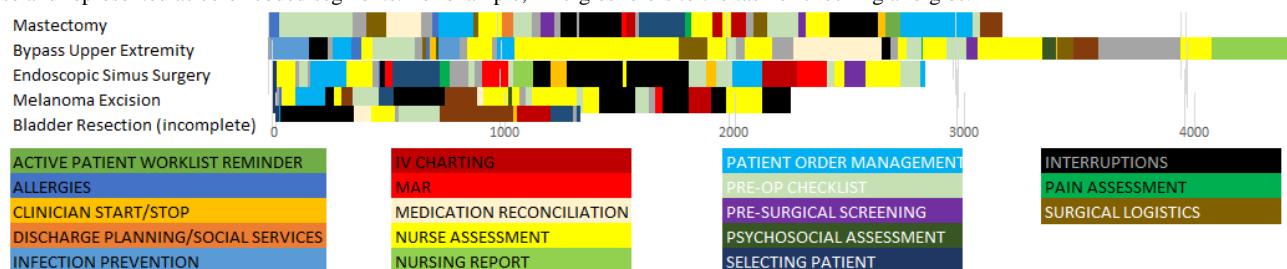 Mastectomy
Bypass Upper Extremity
Endoscopic Simus Surgery
Melanoma Excision
Bladder Resection (incomplete)
0 1000 2000 3000 4000
ACTIVE PATIENT WORKLIST REMINDER IV CHARTING PATIENT ORDER MANAGEMENT INTERRUPTIONS
ALLERGIES MAR PRE-OP CHECKLIST PAIN ASSESSMENT
CLINICIAN START/STOP MEDICATION RECONCILIATION PRE-SURGICAL SCREENING SURGICAL LOGISTICS
DISCHARGE PLANNING/SOCIAL SERVICES NURSE ASSESSMENT PSYCHOSOCIAL ASSESSMENT
INFECTION PREVENTION NURSING REPORT SELECTING PATIENT